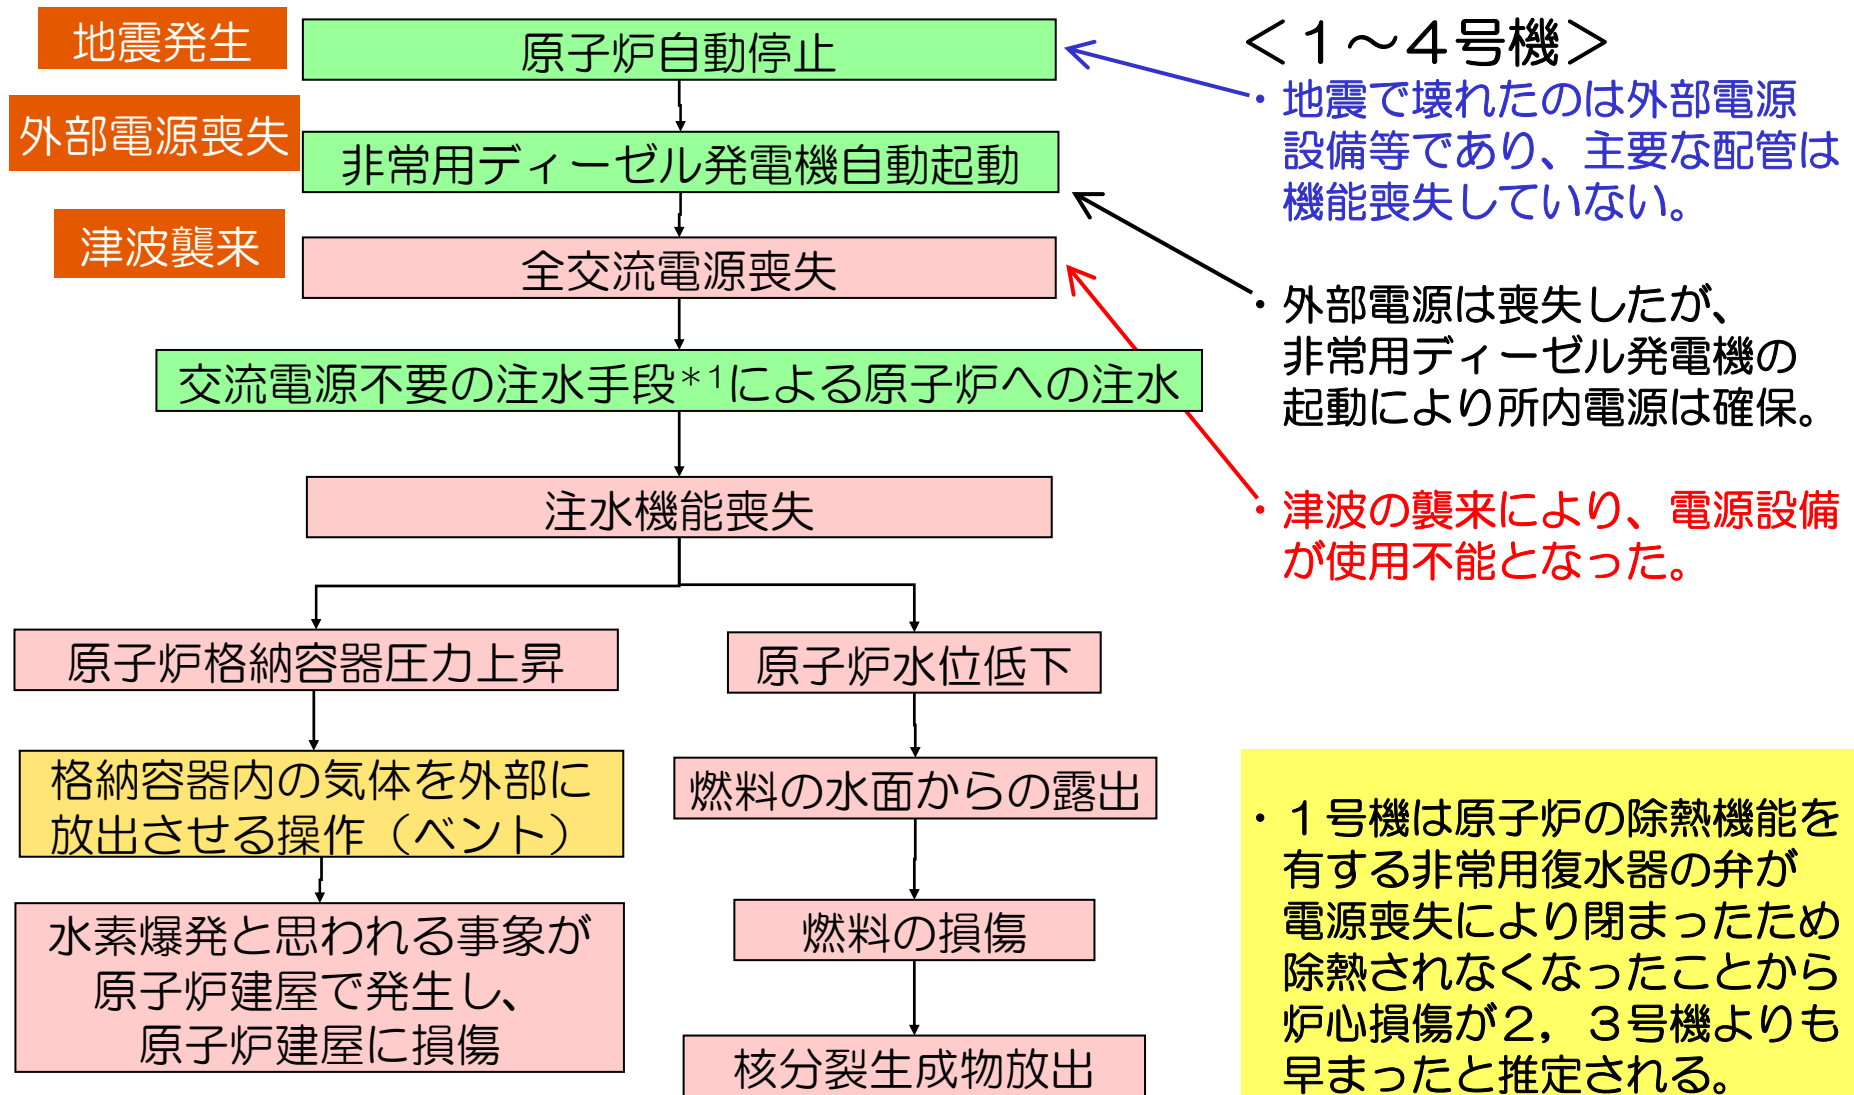 地震発生
原子炉自動停止
外部電源喪失
非常用ディーゼル発電機自動起動
津波襲来
全交流電源喪失
交流電源不要の注水手段*1による原子炉への注水
注水機能喪失
原子炉格納容器圧力上昇
格納容器内の気体を外部に
放出させる操作（ベント）
水素爆発と思われる事象が
原子炉建屋で発生し、
原子炉建屋に損傷
原子炉水位低下
燃料の水面からの露出
燃料の損傷
核分裂生成物放出
＜１～４号機＞
・地震で壊れたのは外部電源
設備等であり、主要な配管は
機能喪失していない。
・外部電源は喪失したが、
非常用ディーゼル発電機の
起動により所内電源は確保。
・津波の襲来により、電源設備
が使用不能となった。
・１号機は原子炉の除熱機能を
有する非常用復水器の弁が
電源喪失により閉まったため
除熱されなくなったことから
炉心損傷が２，３号機よりも
早まったと推定される。